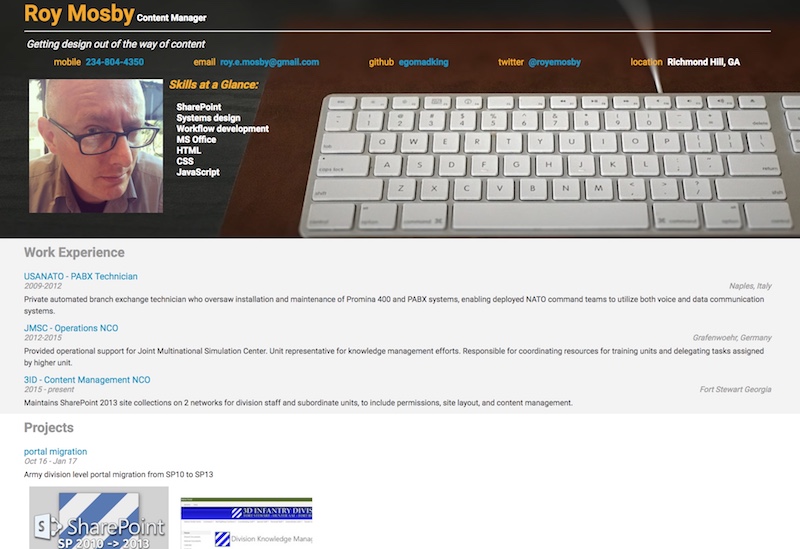 Roy Mosby Content Manager
Getting design out of the way of content
mobile 234-804-4350 email roy.e.mosby@gmail.com github egomadking twitter @royemosby location Richmond Hill, GA
Skills at a Glance:
SharePoint
Systems design
Workflow development
MS Office
HTML
CSS
JavaScript
Work Experience
USANATO - PABX Technician
2009-2012 Naples, Italy
Private automated branch exchange technician who oversaw installation and maintenance of Promina 400 and PABX systems, enabling deployed NATO command teams to utilize both voice and data communication
systems.
JMSC - Operations NCO
2012-2015 Grafenwoehr, Germany
Provided operational support for Joint Multinational Simulation Center. Unit representative for knowledge management efforts. Responsible for coordinating resources for training units and delegating tasks assigned
by higher unit.
3ID - Content Management NCO
2015 - present Fort Stewart Georgia
Maintains SharePoint 2013 site collections on 2 networks for division staff and subordinate units, to include permissions, site layout, and content management.
Projects
portal migration
Oct 16 - Jan 17
Army division level portal migration from SP10 to SP13
SharePoint
SP 2010 -> 2013
3D INFANTRY DIVIS
Division Knowledge Manag